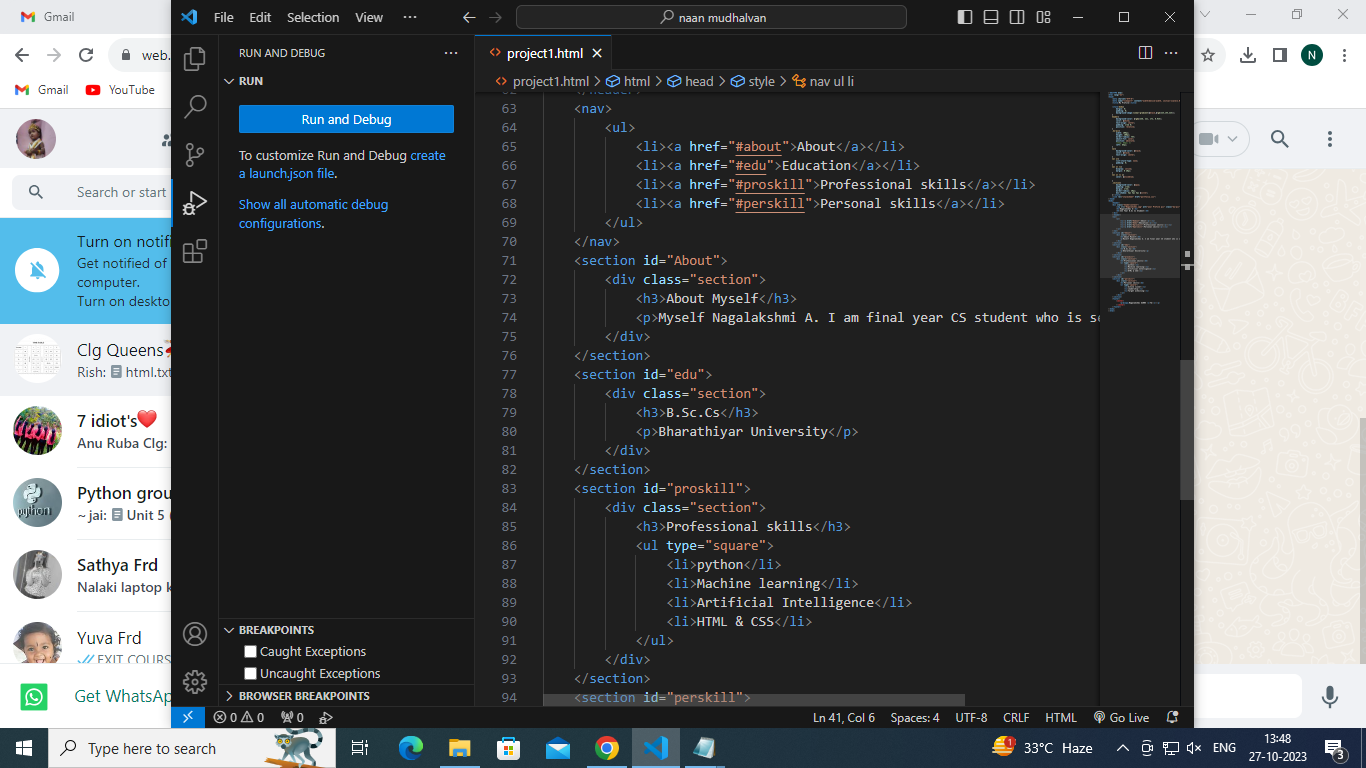 Gmail
File Edit Selection View ···
naan mudhalvan
web.
N
Gmail YouTube
Search or start
Turn on notifi
Get notified of
computer.
Turn on deskto
Clg Queens
Rish: html.txt
7 idiot's❤️
Anu Ruba Clg:
Python grou
~ jai: Unit 5 (
Sathya Frd
Nalaki laptop k
Yuva Frd
EXIT COURS
Get WhatsAp
RUN AND DEBUG ···
RUN
Run and Debug
To customize Run and Debug create
a launch.json file.
Show all automatic debug
configurations.
BREAKPOINTS
Caught Exceptions
Uncaught Exceptions
BROWSER BREAKPOINTS
project1.html
project1.html > html > head > style > nav ul li
63 <nav>
64 <ul>
65 <li><a href="#about">About</a></li>
66 <li><a href="#edu">Education</a></li>
67 <li><a href="#proskill">Professional skills</a></li>
68 <li><a href="#perskill">Personal skills</a></li>
69 </ul>
70 </nav>
71 <section id="About">
72 <div class="section">
73 <h3>About Myself</h3>
74 <p>Myself Nagalakshmi A. I am final year CS student who is
75 </div>
76 </section>
77 <section id="edu">
78 <div class="section">
79 <h3>B.Sc.Cs</h3>
80 <p>Bharathiyar University</p>
81 </div>
82 </section>
83 <section id="proskill">
84 <div class="section">
85 <h3>Professional skills</h3>
86 <ul type="square">
87 <li>python</li>
88 <li>Machine learning</li>
89 <li>Artificial Intelligence</li>
90 <li>HTML & CSS</li>
91 </ul>
92 </div>
93 </section>
94 <section id="perskill">
0 0 0 Ln 41, Col 6 Spaces: 4 UTF-8 CRLF HTML Go Live
Type here to search
python
1 33°C Haze ENG 13:48
27-10-2023 3